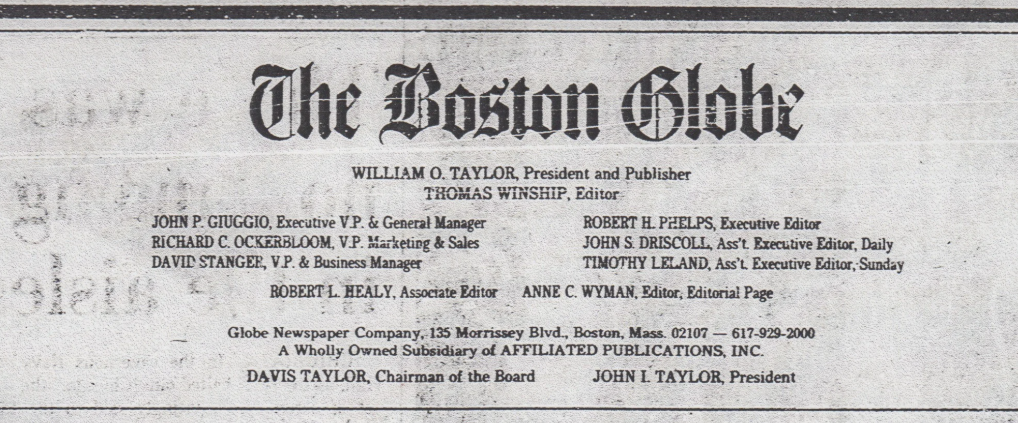 The Boston Globe
WILLIAM O. TAYLOR, President and Publisher
THOMAS WINSHIP, Editor
JOHN P. GIUGGIO, Executive V.P. & General Manager
RICHARD C. OCKERBLOOM, V.P. Marketing & Sales
DAVID STANGER, V.P. & Business Manager
ROBERT H. PHELPS, Executive Editor
JOHN S. DRISCOLL, Ass't. Executive Editor, Daily
TIMOTHY LELAND, Ass't. Executive Editor, Sunday
ROBERT L. HEALY, Associate Editor ANNE C. WYMAN, Editor, Editorial Page
Globe Newspaper Company, 135 Morrissey Blvd., Boston, Mass. 02107 — 617-929-2000
A Wholly Owned Subsidiary of AFFILIATED PUBLICATIONS, INC.
DAVIS TAYLOR, Chairman of the Board JOHN I. TAYLOR, President